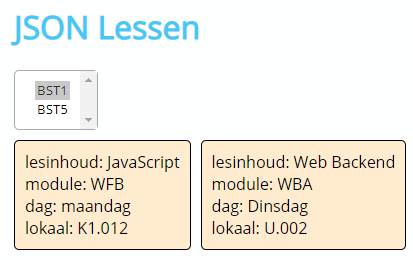 JSON Lessen
BST1
BST5
lesinhoud: JavaScript
module: WFB
dag: maandag
lokaal: K1.012
lesinhoud: Web Backend
module: WBA
dag: Dinsdag
lokaal: U.002